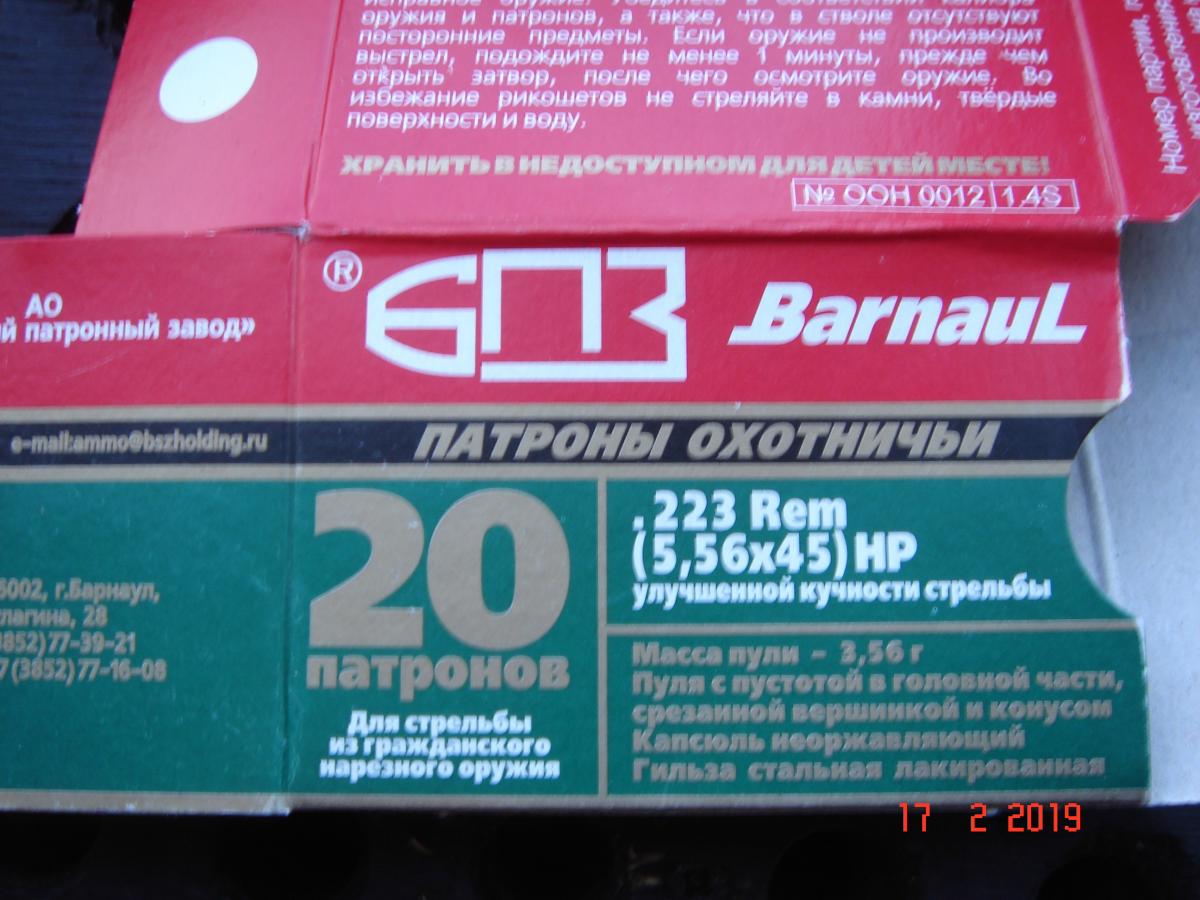 исправное оружие. Убедитесь в соответствии калибра
оружия и патронов, а также, что в стволе отсутствуют
посторонние предметы. Если оружие не производит
выстрел, подождите не менее 1 минуты, прежде чем
открыть затвор, после чего осмотрите оружие. Во
избежание рикошетов не стреляйте в камни, твёрдые
поверхности и воду.
ХРАНИТЬ В НЕДОСТУПНОМ ДЛЯ ДЕТЕЙ МЕСТЕ!
№ ООН 0012 1.4S
Номер партии,
АО
й патронный завод»
® БПЗ Barnaul
e-mail:ammo@bszholding.ru
ПАТРОНЫ ОХОТНИЧЬИ
6002, г.Барнаул,
лагина, 28
3852)77-39-21
7(3852)77-16-08
20
патронов
Для стрельбы
из гражданского
нарезного оружия
.223 Rem
(5,56x45) HP
улучшенной кучности стрельбы
Масса пули – 3,56 г
Пуля с пустотой в головной части,
срезанной вершинкой и конусом
Капсюль неоржавляющий
Гильза стальная лакированная
17 2 2019